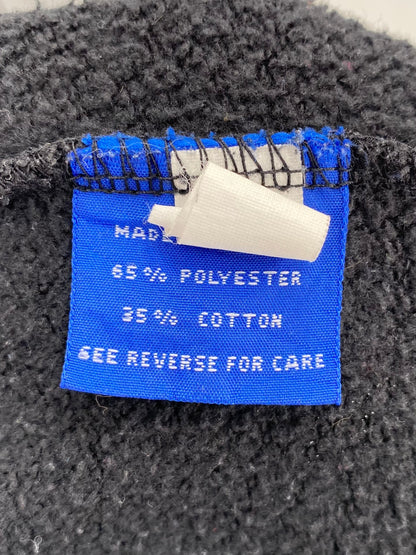 MADE
65% POLYESTER
35% COTTON
SEE REVERSE FOR CARE